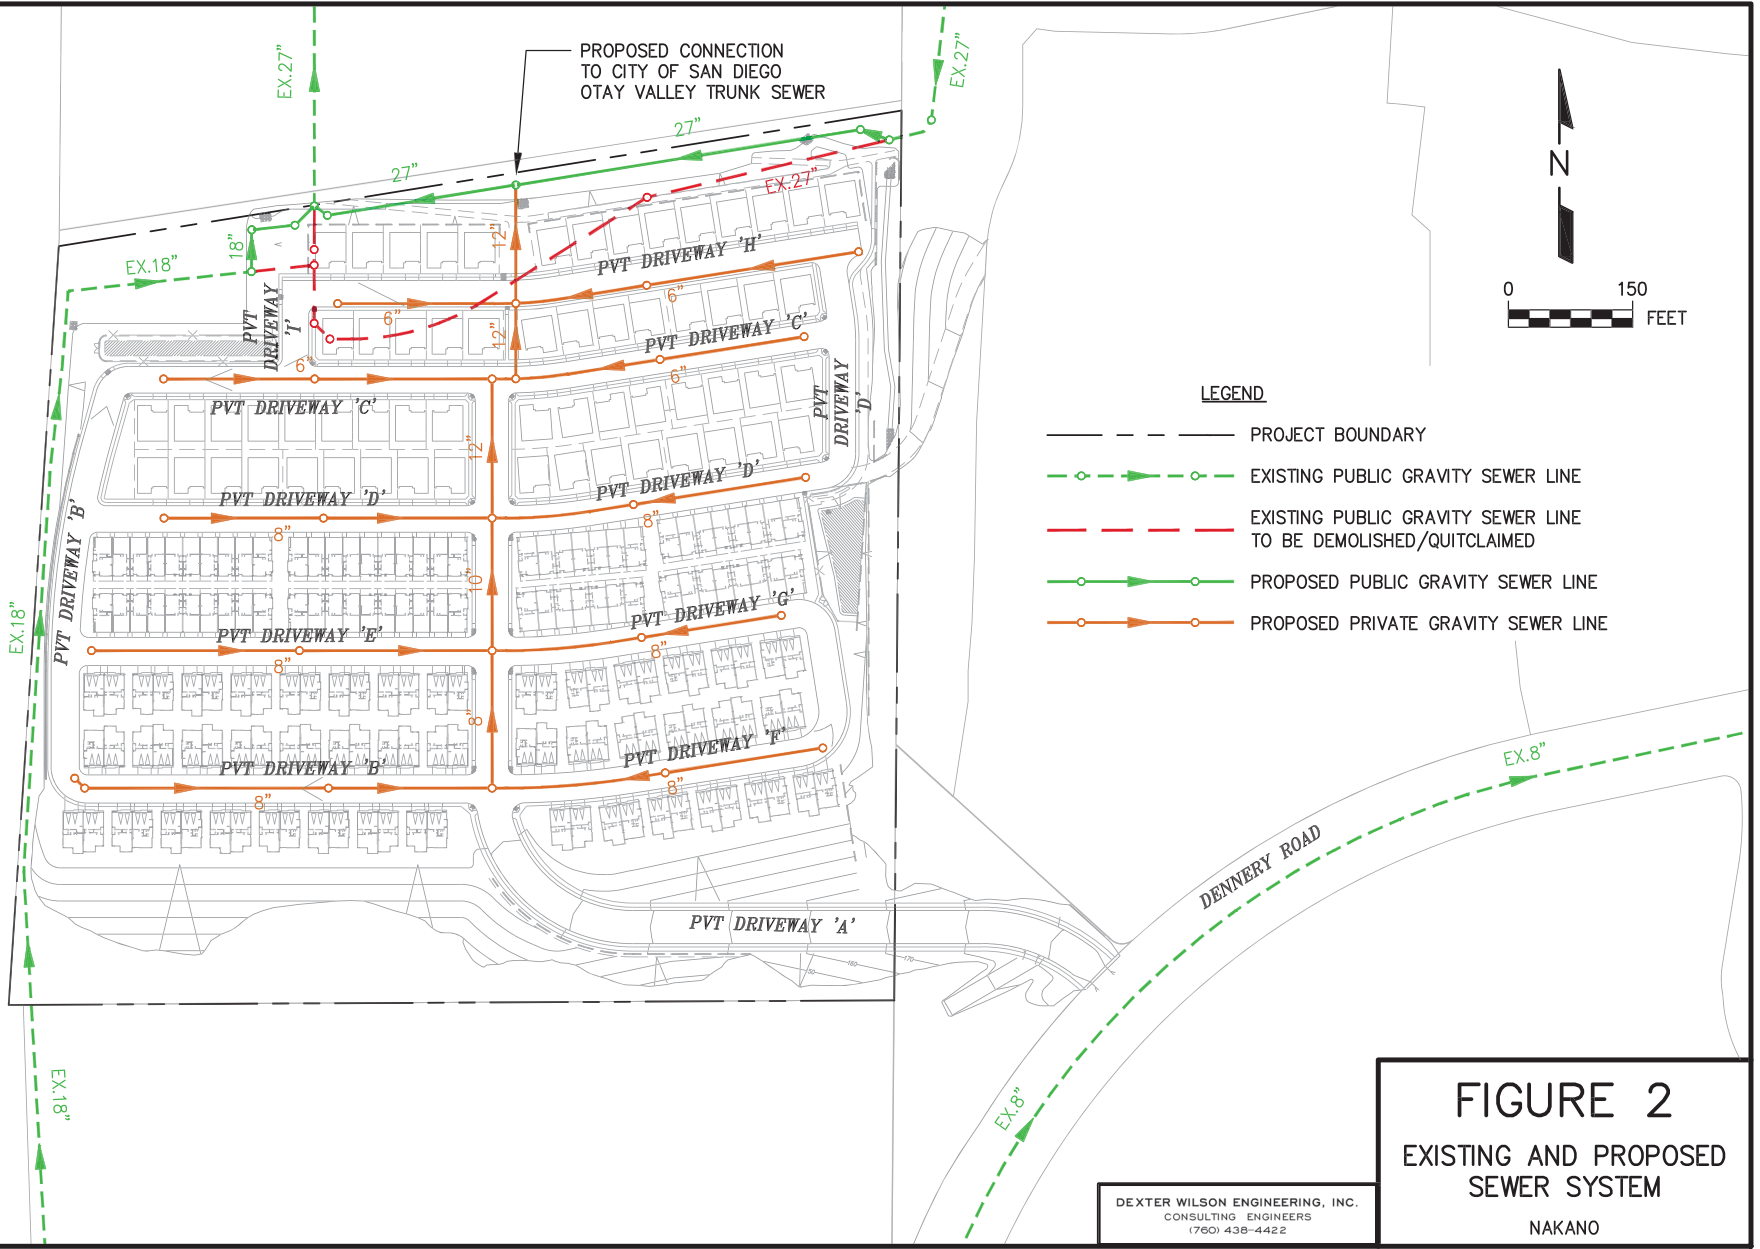 EX.27"
PROPOSED CONNECTION
TO CITY OF SAN DIEGO
OTAY VALLEY TRUNK SEWER
EX.27"
27"
27"
EX.27"
N
0 150
FEET
18"
EX.18"
12"
PVT DRIVEWAY 'H'
6"
PVT
DRIVEWAY
'I'
6"
12"
PVT DRIVEWAY 'C'
6"
6"
PVT DRIVEWAY 'C'
PVT
DRIVEWAY
'D'
LEGEND
PROJECT BOUNDARY
EXISTING PUBLIC GRAVITY SEWER LINE
EXISTING PUBLIC GRAVITY SEWER LINE
TO BE DEMOLISHED/QUITCLAIMED
PROPOSED PUBLIC GRAVITY SEWER LINE
PROPOSED PRIVATE GRAVITY SEWER LINE
12"
PVT DRIVEWAY 'D'
PVT DRIVEWAY 'D'
8"
8"
PVT DRIVEWAY 'B'
10"
EX.18"
PVT DRIVEWAY 'E'
8"
PVT DRIVEWAY 'G'
8"
8"
PVT DRIVEWAY 'B'
8"
PVT DRIVEWAY 'F'
8"
PVT DRIVEWAY 'A'
150
160
170
DENNERY ROAD
EX.8"
EX.8"
EX.18"
FIGURE 2
EXISTING AND PROPOSED
SEWER SYSTEM
NAKANO
DEXTER WILSON ENGINEERING, INC.
CONSULTING ENGINEERS
(760) 438-4422